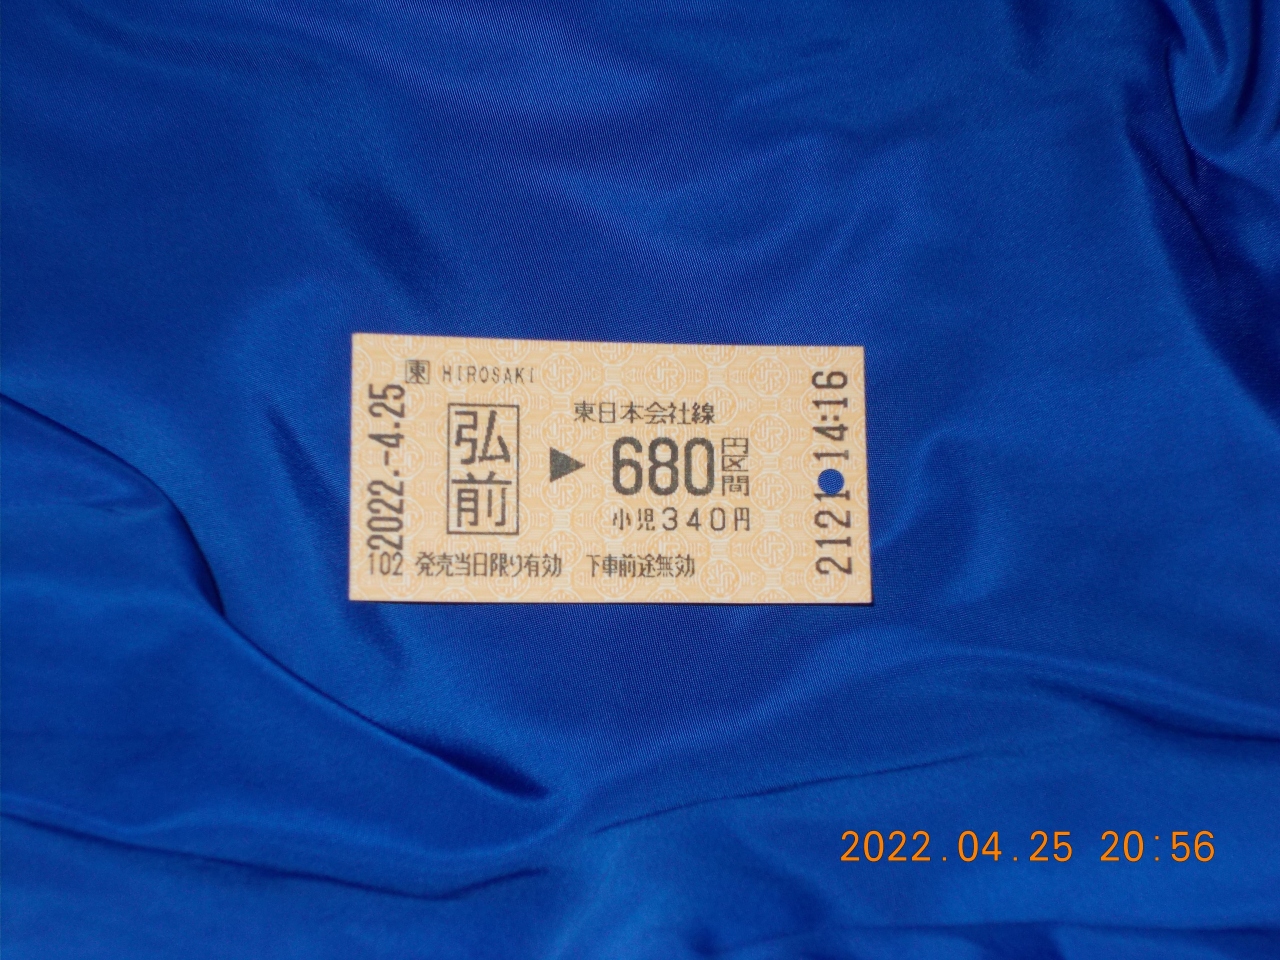 東 HIROSAKI
2022.-4.25
弘前
東日本会社線
▶ 680円区間
小児340円
102 発売当日限り有効 下車前途無効
2121 14:16
2022.04.25 20:56